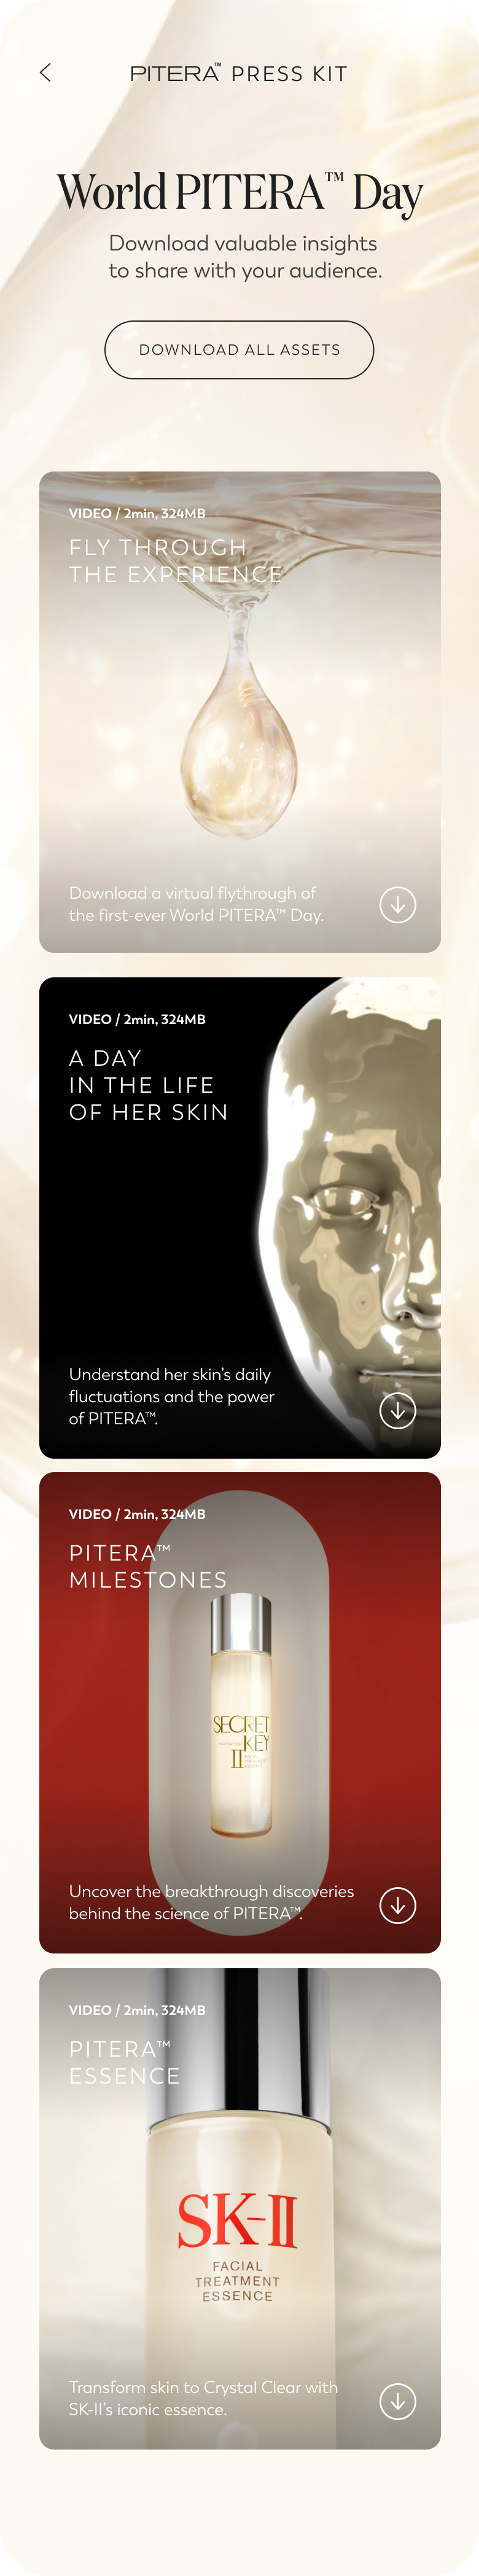 PITERA™ PRESS KIT
World PITERA™ Day
Download valuable insights
to share with your audience.
DOWNLOAD ALL ASSETS
VIDEO / 2min, 324MB
FLY THROUGH
THE EXPERIENCE
Download a virtual flythrough of
the first-ever World PITERA™ Day.
VIDEO / 2min, 324MB
A DAY
IN THE LIFE
OF HER SKIN
Understand her skin's daily
fluctuations and the power
of PITERA™.
VIDEO / 2min, 324MB
PITERA™
MILESTONES
SECRET
KEY
II
Uncover the breakthrough discoveries
behind the science of PITERA™.
VIDEO / 2min, 324MB
PITERA™
ESSENCE
SK-II
FACIAL
TREATMENT
ESSENCE
Transform skin to Crystal Clear with
SK-II's iconic essence.